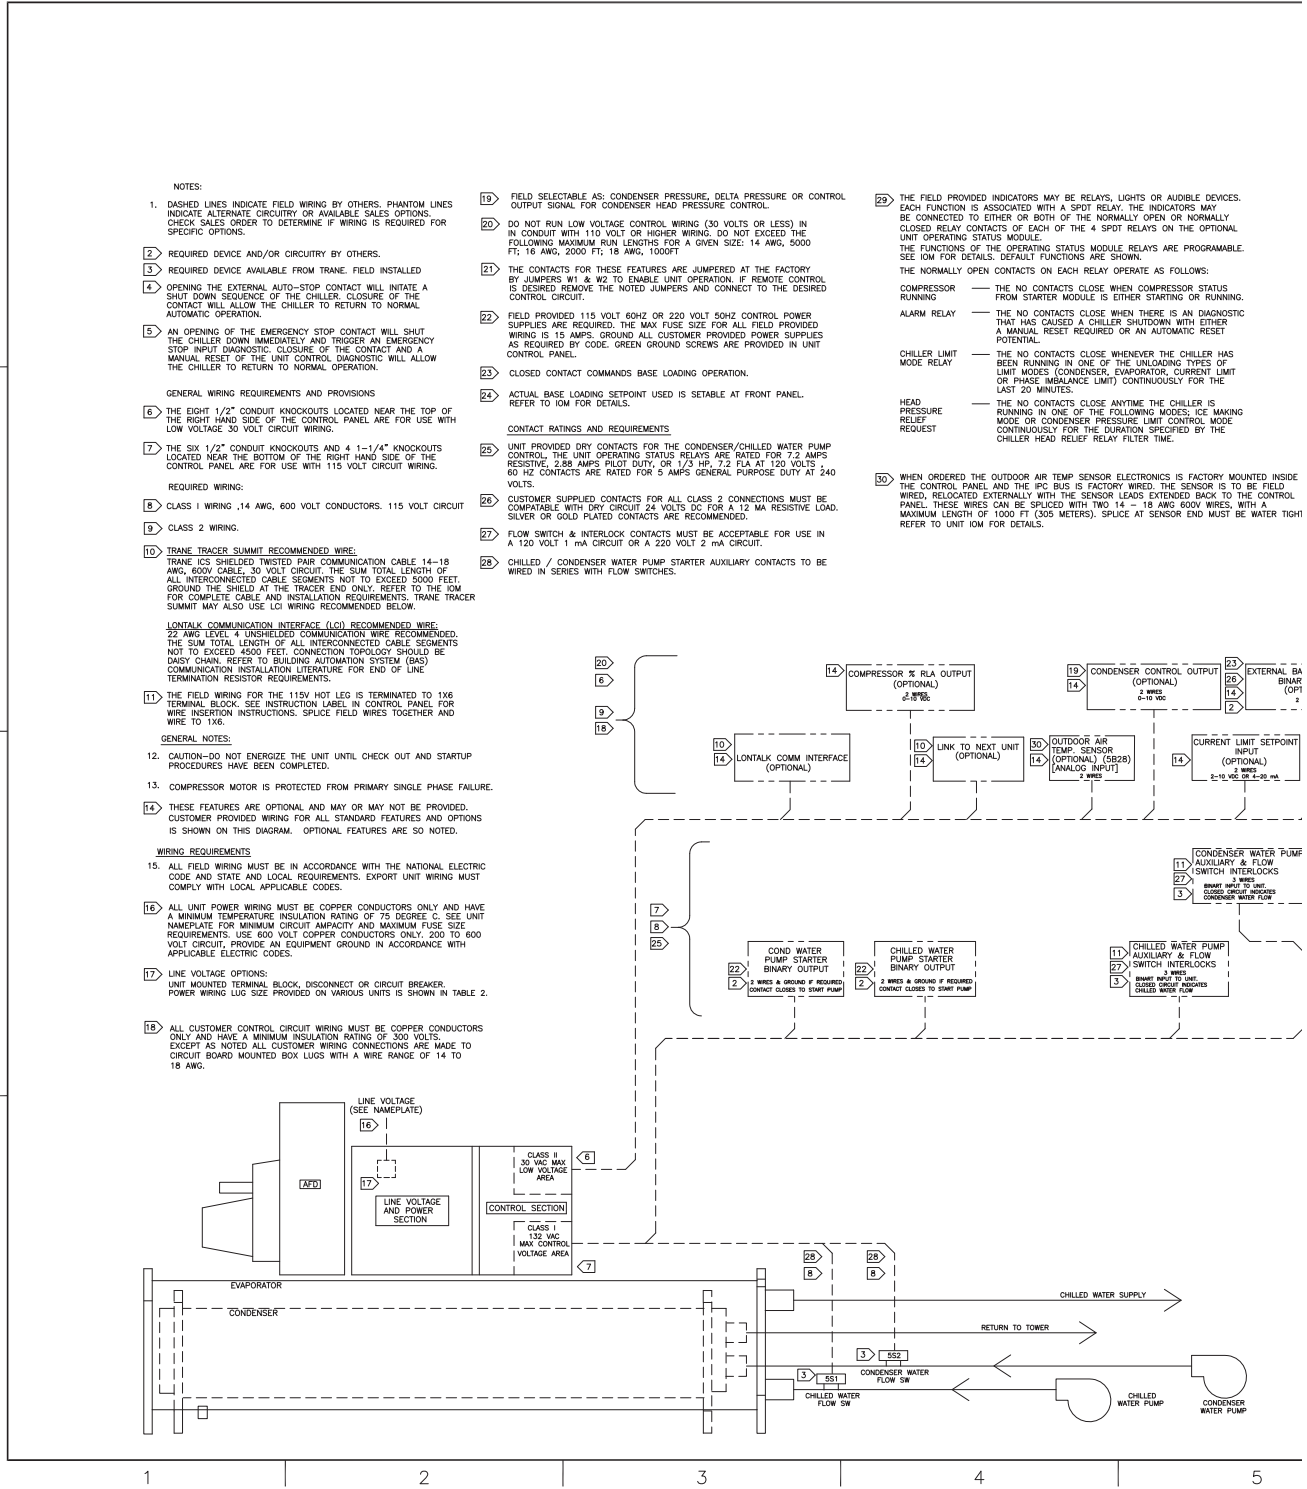 NOTES:
1. DASHED LINES INDICATE FIELD WIRING BY OTHERS. PHANTOM LINES
INDICATE ALTERNATE CIRCUITRY OR AVAILABLE SALES OPTIONS.
CHECK SALES ORDER TO DETERMINE IF WIRING IS REQUIRED FOR
SPECIFIC OPTIONS.
2 REQUIRED DEVICE AND/OR CIRCUITRY BY OTHERS.
3 REQUIRED DEVICE AVAILABLE FROM TRANE. FIELD INSTALLED
4 OPENING THE EXTERNAL AUTO-STOP CONTACT WILL INITATE A
SHUT DOWN SEQUENCE OF THE CHILLER. CLOSURE OF THE
CONTACT WILL ALLOW THE CHILLER TO RETURN TO NORMAL
AUTOMATIC OPERATION.
5 AN OPENING OF THE EMERGENCY STOP CONTACT WILL SHUT
THE CHILLER DOWN IMMEDIATELY AND TRIGGER AN EMERGENCY
STOP INPUT DIAGNOSTIC. CLOSURE OF THE CONTACT AND A
MANUAL RESET OF THE UNIT CONTROL DIAGNOSTIC WILL ALLOW
THE CHILLER TO RETURN TO NORMAL OPERATION.
GENERAL WIRING REQUIREMENTS AND PROVISIONS
6 THE EIGHT 1/2" CONDUIT KNOCKOUTS LOCATED NEAR THE TOP OF
THE RIGHT HAND SIDE OF THE CONTROL PANEL ARE FOR USE WITH
LOW VOLTAGE 30 VOLT CIRCUIT WIRING.
7 THE SIX 1/2" CONDUIT KNOCKOUTS AND 4 1-1/4" KNOCKOUTS
LOCATED NEAR THE BOTTOM OF THE RIGHT HAND SIDE OF THE
CONTROL PANEL ARE FOR USE WITH 115 VOLT CIRCUIT WIRING.
REQUIRED WIRING:
8 CLASS I WIRING ,14 AWG, 600 VOLT CONDUCTORS. 115 VOLT CIRCUIT
9 CLASS 2 WIRING.
10 TRANE TRACER SUMMIT RECOMMENDED WIRE:
TRANE ICS SHIELDED TWISTED PAIR COMMUNICATION CABLE 14-18
AWG, 600V CABLE, 30 VOLT CIRCUIT. THE SUM TOTAL LENGTH OF
ALL INTERCONNECTED CABLE SEGMENTS NOT TO EXCEED 5000 FEET.
GROUND THE SHIELD AT THE TRACER END ONLY. REFER TO THE IOM
FOR COMPLETE CABLE AND INSTALLATION REQUIREMENTS. TRANE TRACER
SUMMIT MAY ALSO USE LCI WIRING RECOMMENDED BELOW.
LONTALK COMMUNICATION INTERFACE (LCI) RECOMMENDED WIRE:
22 AWG LEVEL 4 UNSHIELDED COMMUNICATION WIRE RECOMMENDED.
THE SUM TOTAL LENGTH OF ALL INTERCONNECTED CABLE SEGMENTS
NOT TO EXCEED 4500 FEET. CONNECTION TOPOLOGY SHOULD BE
DAISY CHAIN. REFER TO BUILDING AUTOMATION SYSTEM (BAS)
COMMUNICATION INSTALLATION LITERATURE FOR END OF LINE
TERMINATION RESISTOR REQUIREMENTS.
11 THE FIELD WIRING FOR THE 115V HOT LEG IS TERMINATED TO 1X6
TERMINAL BLOCK. SEE INSTRUCTION LABEL IN CONTROL PANEL FOR
WIRE INSERTION INSTRUCTIONS. SPLICE FIELD WIRES TOGETHER AND
WIRE TO 1X6.
GENERAL NOTES:
12. CAUTION-DO NOT ENERGIZE THE UNIT UNTIL CHECK OUT AND STARTUP
PROCEDURES HAVE BEEN COMPLETED.
13. COMPRESSOR MOTOR IS PROTECTED FROM PRIMARY SINGLE PHASE FAILURE.
14 THESE FEATURES ARE OPTIONAL AND MAY OR MAY NOT BE PROVIDED.
CUSTOMER PROVIDED WIRING FOR ALL STANDARD FEATURES AND OPTIONS
IS SHOWN ON THIS DIAGRAM. OPTIONAL FEATURES ARE SO NOTED.
WIRING REQUIREMENTS
15. ALL FIELD WIRING MUST BE IN ACCORDANCE WITH THE NATIONAL ELECTRIC
CODE AND STATE AND LOCAL REQUIREMENTS. EXPORT UNIT WIRING MUST
COMPLY WITH LOCAL APPLICABLE CODES.
16 ALL UNIT POWER WIRING MUST BE COPPER CONDUCTORS ONLY AND HAVE
A MINIMUM TEMPERATURE INSULATION RATING OF 75 DEGREE C. SEE UNIT
NAMEPLATE FOR MINIMUM CIRCUIT AMPACITY AND MAXIMUM FUSE SIZE
REQUIREMENTS. USE 600 VOLT COPPER CONDUCTORS ONLY. 200 TO 600
VOLT CIRCUIT, PROVIDE AN EQUIPMENT GROUND IN ACCORDANCE WITH
APPLICABLE ELECTRIC CODES.
17 LINE VOLTAGE OPTIONS:
UNIT MOUNTED TERMINAL BLOCK, DISCONNECT OR CIRCUIT BREAKER.
POWER WIRING LUG SIZE PROVIDED ON VARIOUS UNITS IS SHOWN IN TABLE 2.
18 ALL CUSTOMER CONTROL CIRCUIT WIRING MUST BE COPPER CONDUCTORS
ONLY AND HAVE A MINIMUM INSULATION RATING OF 300 VOLTS.
EXCEPT AS NOTED ALL CUSTOMER WIRING CONNECTIONS ARE MADE TO
CIRCUIT BOARD MOUNTED BOX LUGS WITH A WIRE RANGE OF 14 TO
18 AWG.
19 FIELD SELECTABLE AS: CONDENSER PRESSURE, DELTA PRESSURE OR CONTROL
OUTPUT SIGNAL FOR CONDENSER HEAD PRESSURE CONTROL.
20 DO NOT RUN LOW VOLTAGE CONTROL WIRING (30 VOLTS OR LESS) IN
IN CONDUIT WITH 110 VOLT OR HIGHER WIRING. DO NOT EXCEED THE
FOLLOWING MAXIMUM RUN LENGTHS FOR A GIVEN SIZE: 14 AWG, 5000
FT; 16 AWG, 2000 FT; 18 AWG, 1000FT
21 THE CONTACTS FOR THESE FEATURES ARE JUMPERED AT THE FACTORY
BY JUMPERS W1 & W2 TO ENABLE UNIT OPERATION. IF REMOTE CONTROL
IS DESIRED REMOVE THE NOTED JUMPERS AND CONNECT TO THE DESIRED
CONTROL CIRCUIT.
22 FIELD PROVIDED 115 VOLT 60HZ OR 220 VOLT 50HZ CONTROL POWER
SUPPLIES ARE REQUIRED. THE MAX FUSE SIZE FOR ALL FIELD PROVIDED
WIRING IS 15 AMPS. GROUND ALL CUSTOMER PROVIDED POWER SUPPLIES
AS REQUIRED BY CODE. GREEN GROUND SCREWS ARE PROVIDED IN UNIT
CONTROL PANEL.
23 CLOSED CONTACT COMMANDS BASE LOADING OPERATION.
24 ACTUAL BASE LOADING SETPOINT USED IS SETABLE AT FRONT PANEL.
REFER TO IOM FOR DETAILS.
CONTACT RATINGS AND REQUIREMENTS
25 UNIT PROVIDED DRY CONTACTS FOR THE CONDENSER/CHILLED WATER PUMP
CONTROL, THE UNIT OPERATING STATUS RELAYS ARE RATED FOR 7.2 AMPS
RESISTIVE, 2.88 AMPS PILOT DUTY, OR 1/3 HP, 7.2 FLA AT 120 VOLTS ,
60 HZ CONTACTS ARE RATED FOR 5 AMPS GENERAL PURPOSE DUTY AT 240
VOLTS.
26 CUSTOMER SUPPLIED CONTACTS FOR ALL CLASS 2 CONNECTIONS MUST BE
COMPATABLE WITH DRY CIRCUIT 24 VOLTS DC FOR A 12 MA RESISTIVE LOAD.
SILVER OR GOLD PLATED CONTACTS ARE RECOMMENDED.
27 FLOW SWITCH & INTERLOCK CONTACTS MUST BE ACCEPTABLE FOR USE IN
A 120 VOLT 1 mA CIRCUIT OR A 220 VOLT 2 mA CIRCUIT.
28 CHILLED / CONDENSER WATER PUMP STARTER AUXILIARY CONTACTS TO BE
WIRED IN SERIES WITH FLOW SWITCHES.
29 THE FIELD PROVIDED INDICATORS MAY BE RELAYS, LIGHTS OR AUDIBLE DEVICES.
EACH FUNCTION IS ASSOCIATED WITH A SPDT RELAY. THE INDICATORS MAY
BE CONNECTED TO EITHER OR BOTH OF THE NORMALLY OPEN OR NORMALLY
CLOSED RELAY CONTACTS OF EACH OF THE 4 SPDT RELAYS ON THE OPTIONAL
UNIT OPERATING STATUS MODULE.
THE FUNCTIONS OF THE OPERATING STATUS MODULE RELAYS ARE PROGRAMABLE.
SEE IOM FOR DETAILS. DEFAULT FUNCTIONS ARE SHOWN.
THE NORMALLY OPEN CONTACTS ON EACH RELAY OPERATE AS FOLLOWS:
COMPRESSOR RUNNING — THE NO CONTACTS CLOSE WHEN COMPRESSOR STATUS
FROM STARTER MODULE IS EITHER STARTING OR RUNNING.
ALARM RELAY — THE NO CONTACTS CLOSE WHEN THERE IS AN DIAGNOSTIC
THAT HAS CAUSED A CHILLER SHUTDOWN WITH EITHER
A MANUAL RESET REQUIRED OR AN AUTOMATIC RESET
POTENTIAL.
CHILLER LIMIT MODE RELAY — THE NO CONTACTS CLOSE WHENEVER THE CHILLER HAS
BEEN RUNNING IN ONE OF THE UNLOADING TYPES OF
LIMIT MODES (CONDENSER, EVAPORATOR, CURRENT LIMIT
OR PHASE IMBALANCE LIMIT) CONTINUOUSLY FOR THE
LAST 20 MINUTES.
HEAD PRESSURE RELIEF REQUEST — THE NO CONTACTS CLOSE ANYTIME THE CHILLER IS
RUNNING IN ONE OF THE FOLLOWING MODES; ICE MAKING
MODE OR CONDENSER PRESSURE LIMIT CONTROL MODE
CONTINUOUSLY FOR THE DURATION SPECIFIED BY THE
CHILLER HEAD RELIEF RELAY FILTER TIME.
30 WHEN ORDERED THE OUTDOOR AIR TEMP SENSOR ELECTRONICS IS FACTORY MOUNTED INSIDE
THE CONTROL PANEL AND THE IPC BUS IS FACTORY WIRED. THE SENSOR IS TO BE FIELD
WIRED, RELOCATED EXTERNALLY WITH THE SENSOR LEADS EXTENDED BACK TO THE CONTROL
PANEL. THESE WIRES CAN BE SPLICED WITH TWO 14 - 18 AWG 600V WIRES, WITH A
MAXIMUM LENGTH OF 1000 FT (305 METERS). SPLICE AT SENSOR END MUST BE WATER TIGHT
REFER TO UNIT IOM FOR DETAILS.
20
6
9
18
14 COMPRESSOR % RLA OUTPUT
(OPTIONAL)
2 WIRES
0-10 VDC
19 CONDENSER CONTROL OUTPUT
14 (OPTIONAL)
2 WIRES
0-10 VDC
23 EXTERNAL BA
26 BINAR
14 (OPT
2 2
10 LONTALK COMM INTERFACE
14 (OPTIONAL)
10 LINK TO NEXT UNIT
14 (OPTIONAL)
30 OUTDOOR AIR
TEMP. SENSOR
14 (OPTIONAL) (5B28)
[ANALOG INPUT]
2 WIRES
CURRENT LIMIT SETPOINT
INPUT
14 (OPTIONAL)
2 WIRES
2-10 VDC OR 4-20 mA
7
8
25
CONDENSER WATER PUMP
11 AUXILIARY & FLOW
27 SWITCH INTERLOCKS
3 WIRES
BINART INPUT TO UNIT.
3 CLOSED CIRCUIT INDICATES
CONDENSER WATER FLOW
COND WATER
PUMP STARTER
22 BINARY OUTPUT
2 2 WIRES & GROUND IF REQUIRED
CONTACT CLOSES TO START PUMP
CHILLED WATER
PUMP STARTER
22 BINARY OUTPUT
2 2 WIRES & GROUND IF REQUIRED
CONTACT CLOSES TO START PUMP
CHILLED WATER PUMP
11 AUXILIARY & FLOW
27 SWITCH INTERLOCKS
3 WIRES
3 BINART INPUT TO UNIT.
CLOSED CIRCUIT INDICATES
CHILLED WATER FLOW
LINE VOLTAGE
(SEE NAMEPLATE)
16
17
AFD
LINE VOLTAGE
AND POWER
SECTION
CLASS II
30 VAC MAX
LOW VOLTAGE
AREA
6
CONTROL SECTION
CLASS I
132 VAC
MAX CONTROL
VOLTAGE AREA
7
28
8
28
8
EVAPORATOR
CONDENSER
CHILLED WATER SUPPLY
RETURN TO TOWER
3 5S2
CONDENSER WATER
FLOW SW
3 5S1
CHILLED WATER
FLOW SW
CHILLED
WATER PUMP
CONDENSER
WATER PUMP
1 2 3 4 5